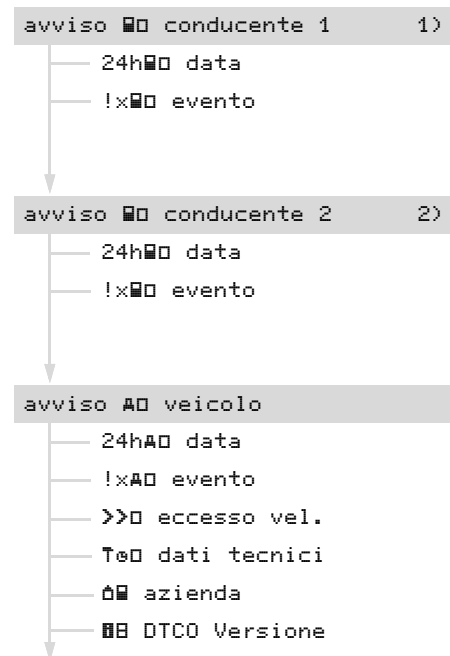 avviso conducente 1 1)
24h data
!x evento
avviso conducente 2 2)
24h data
!x evento
avviso veicolo
24h data
!x evento
>> eccesso vel.
dati tecnici
azienda
DTCO Versione